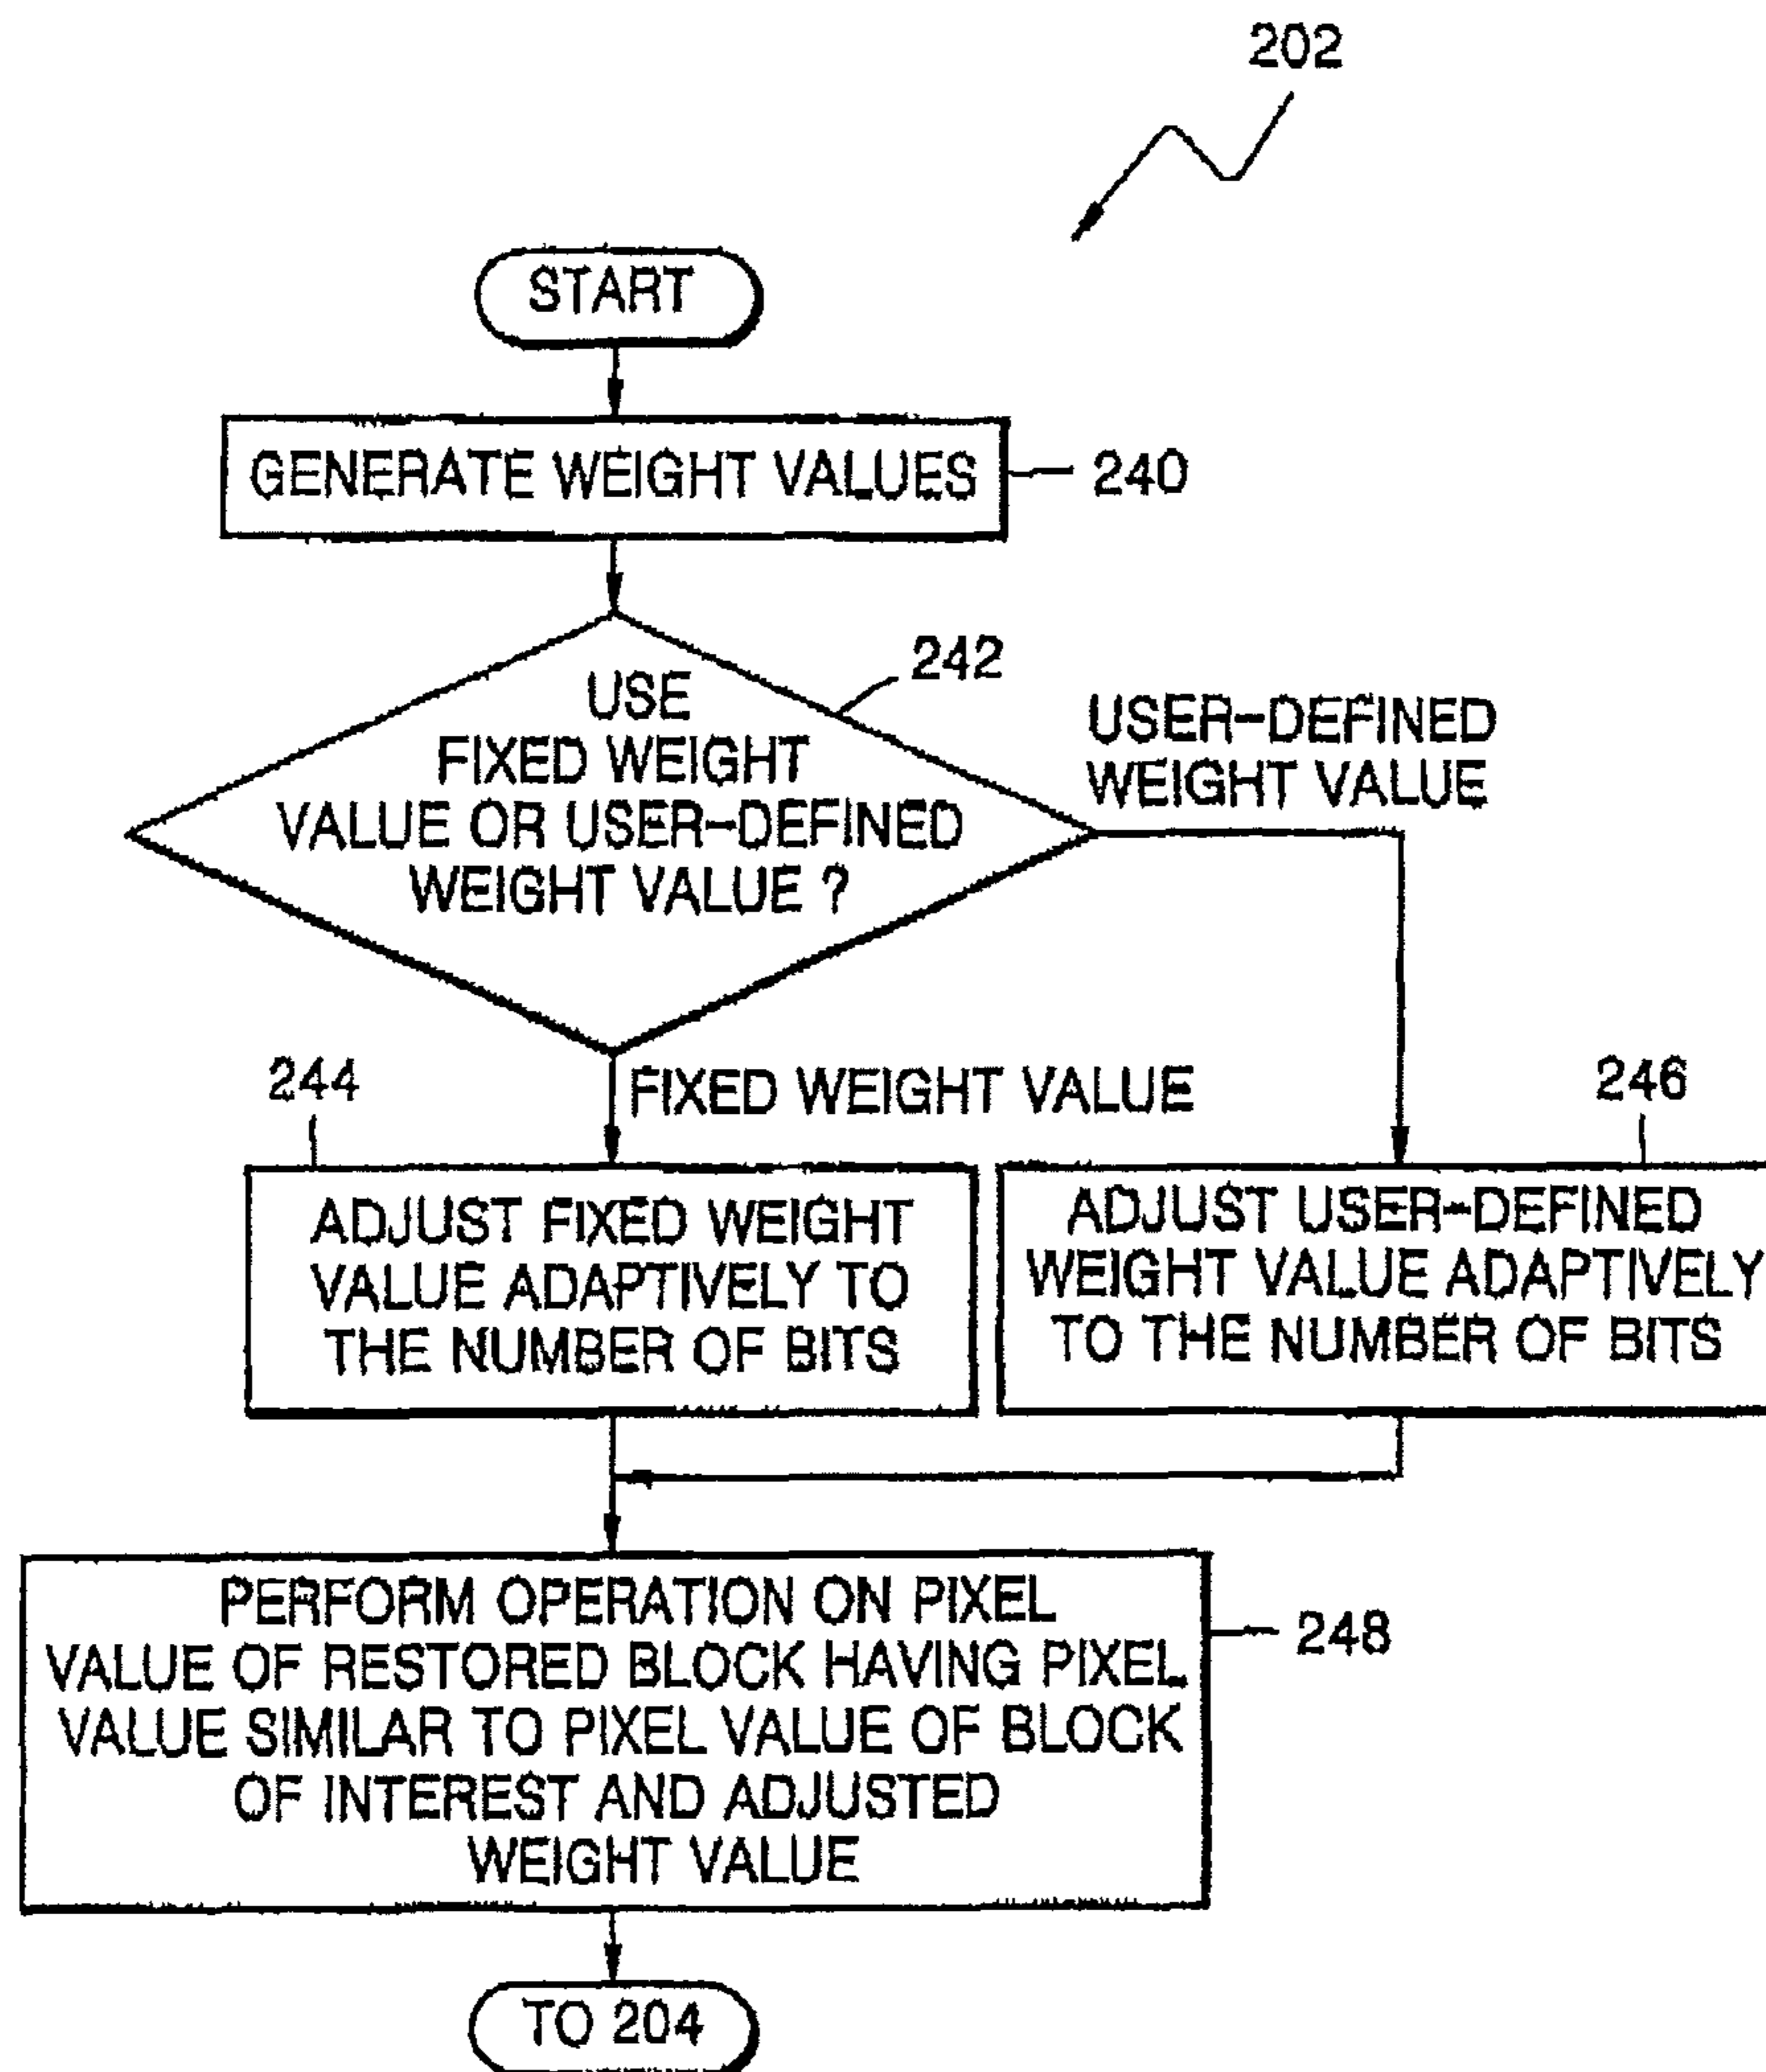 202
START
GENERATE WEIGHT VALUES
240
242
USE
FIXED WEIGHT
VALUE OR USER-DEFINED
WEIGHT VALUE ?
USER-DEFINED
WEIGHT VALUE
FIXED WEIGHT VALUE
244
ADJUST FIXED WEIGHT
VALUE ADAPTIVELY TO
THE NUMBER OF BITS
246
ADJUST USER-DEFINED
WEIGHT VALUE ADAPTIVELY
TO THE NUMBER OF BITS
PERFORM OPERATION ON PIXEL
VALUE OF RESTORED BLOCK HAVING PIXEL
VALUE SIMILAR TO PIXEL VALUE OF BLOCK
OF INTEREST AND ADJUSTED
WEIGHT VALUE
248
TO 204